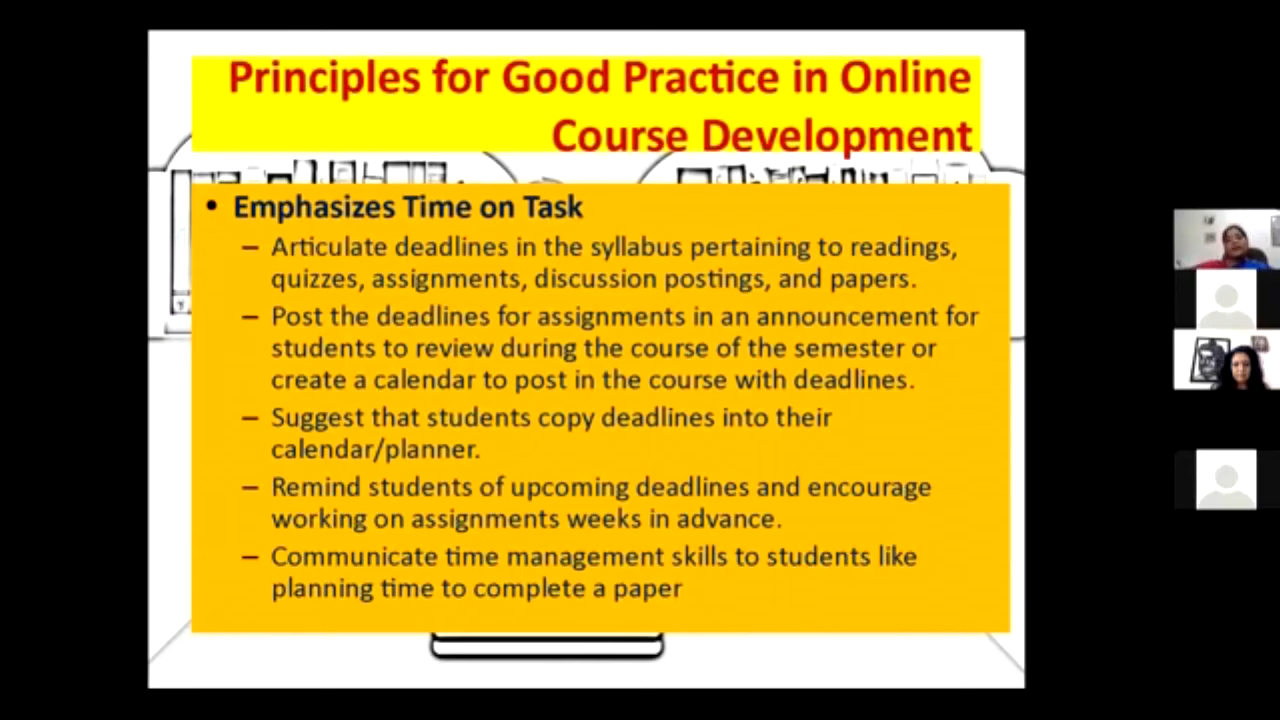 Principles for Good Practice in Online
Course Development
• Emphasizes Time on Task
– Articulate deadlines in the syllabus pertaining to readings,
quizzes, assignments, discussion postings, and papers.
– Post the deadlines for assignments in an announcement for
students to review during the course of the semester or
create a calendar to post in the course with deadlines.
– Suggest that students copy deadlines into their
calendar/planner.
– Remind students of upcoming deadlines and encourage
working on assignments weeks in advance.
– Communicate time management skills to students like
planning time to complete a paper